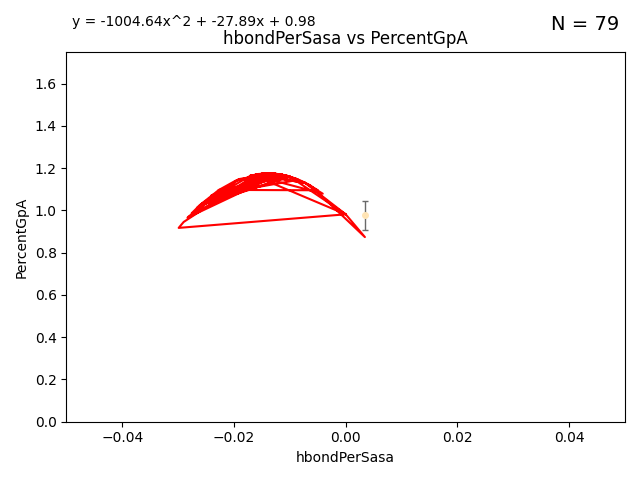 y = -1004.64x^2 + -27.89x + 0.98
N = 79
hbondPerSasa vs PercentGpA
1.6
1.4
1.2
1.0
0.8
0.6
0.4
0.2
0.0
PercentGpA
−0.04 −0.02 0.00 0.02 0.04
hbondPerSasa